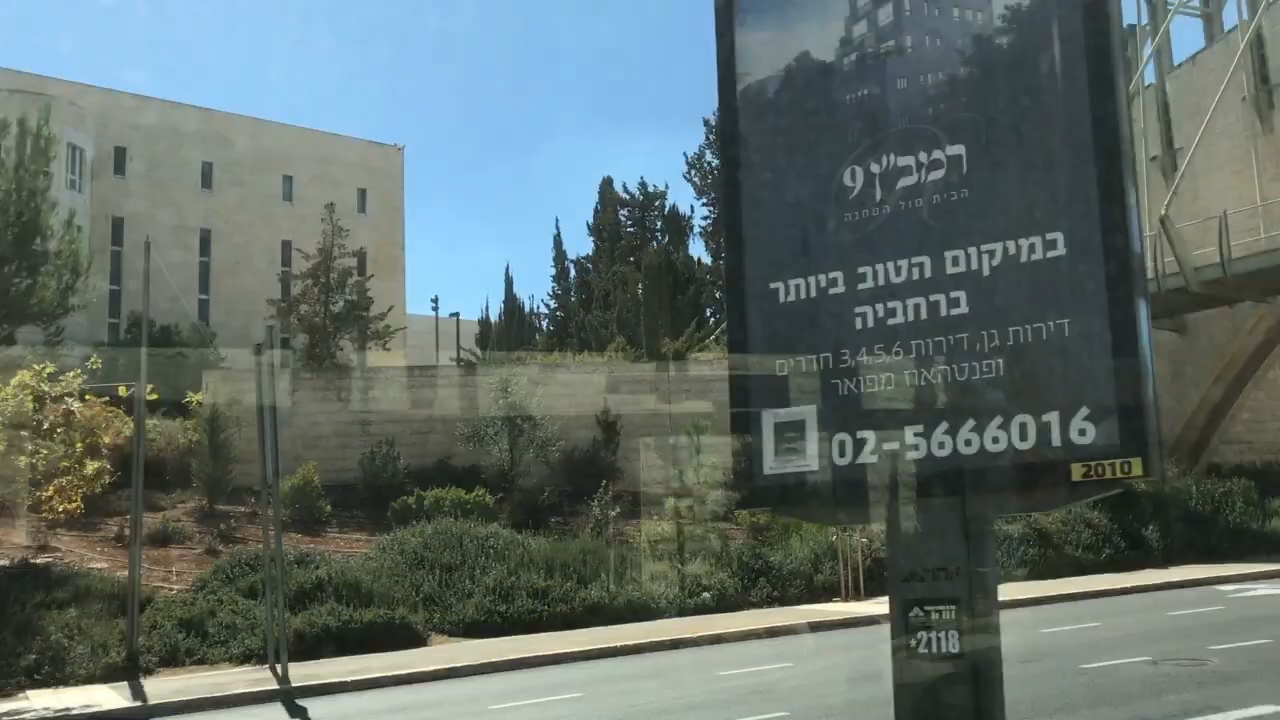 רמב"ן 9
הבית מול הטחנה
במיקום הטוב ביותר
ברחביה
דירות גן, דירות 3,4,5,6 חדרים
ופנטהאוז מפואר
02-5666016
2010
*2118